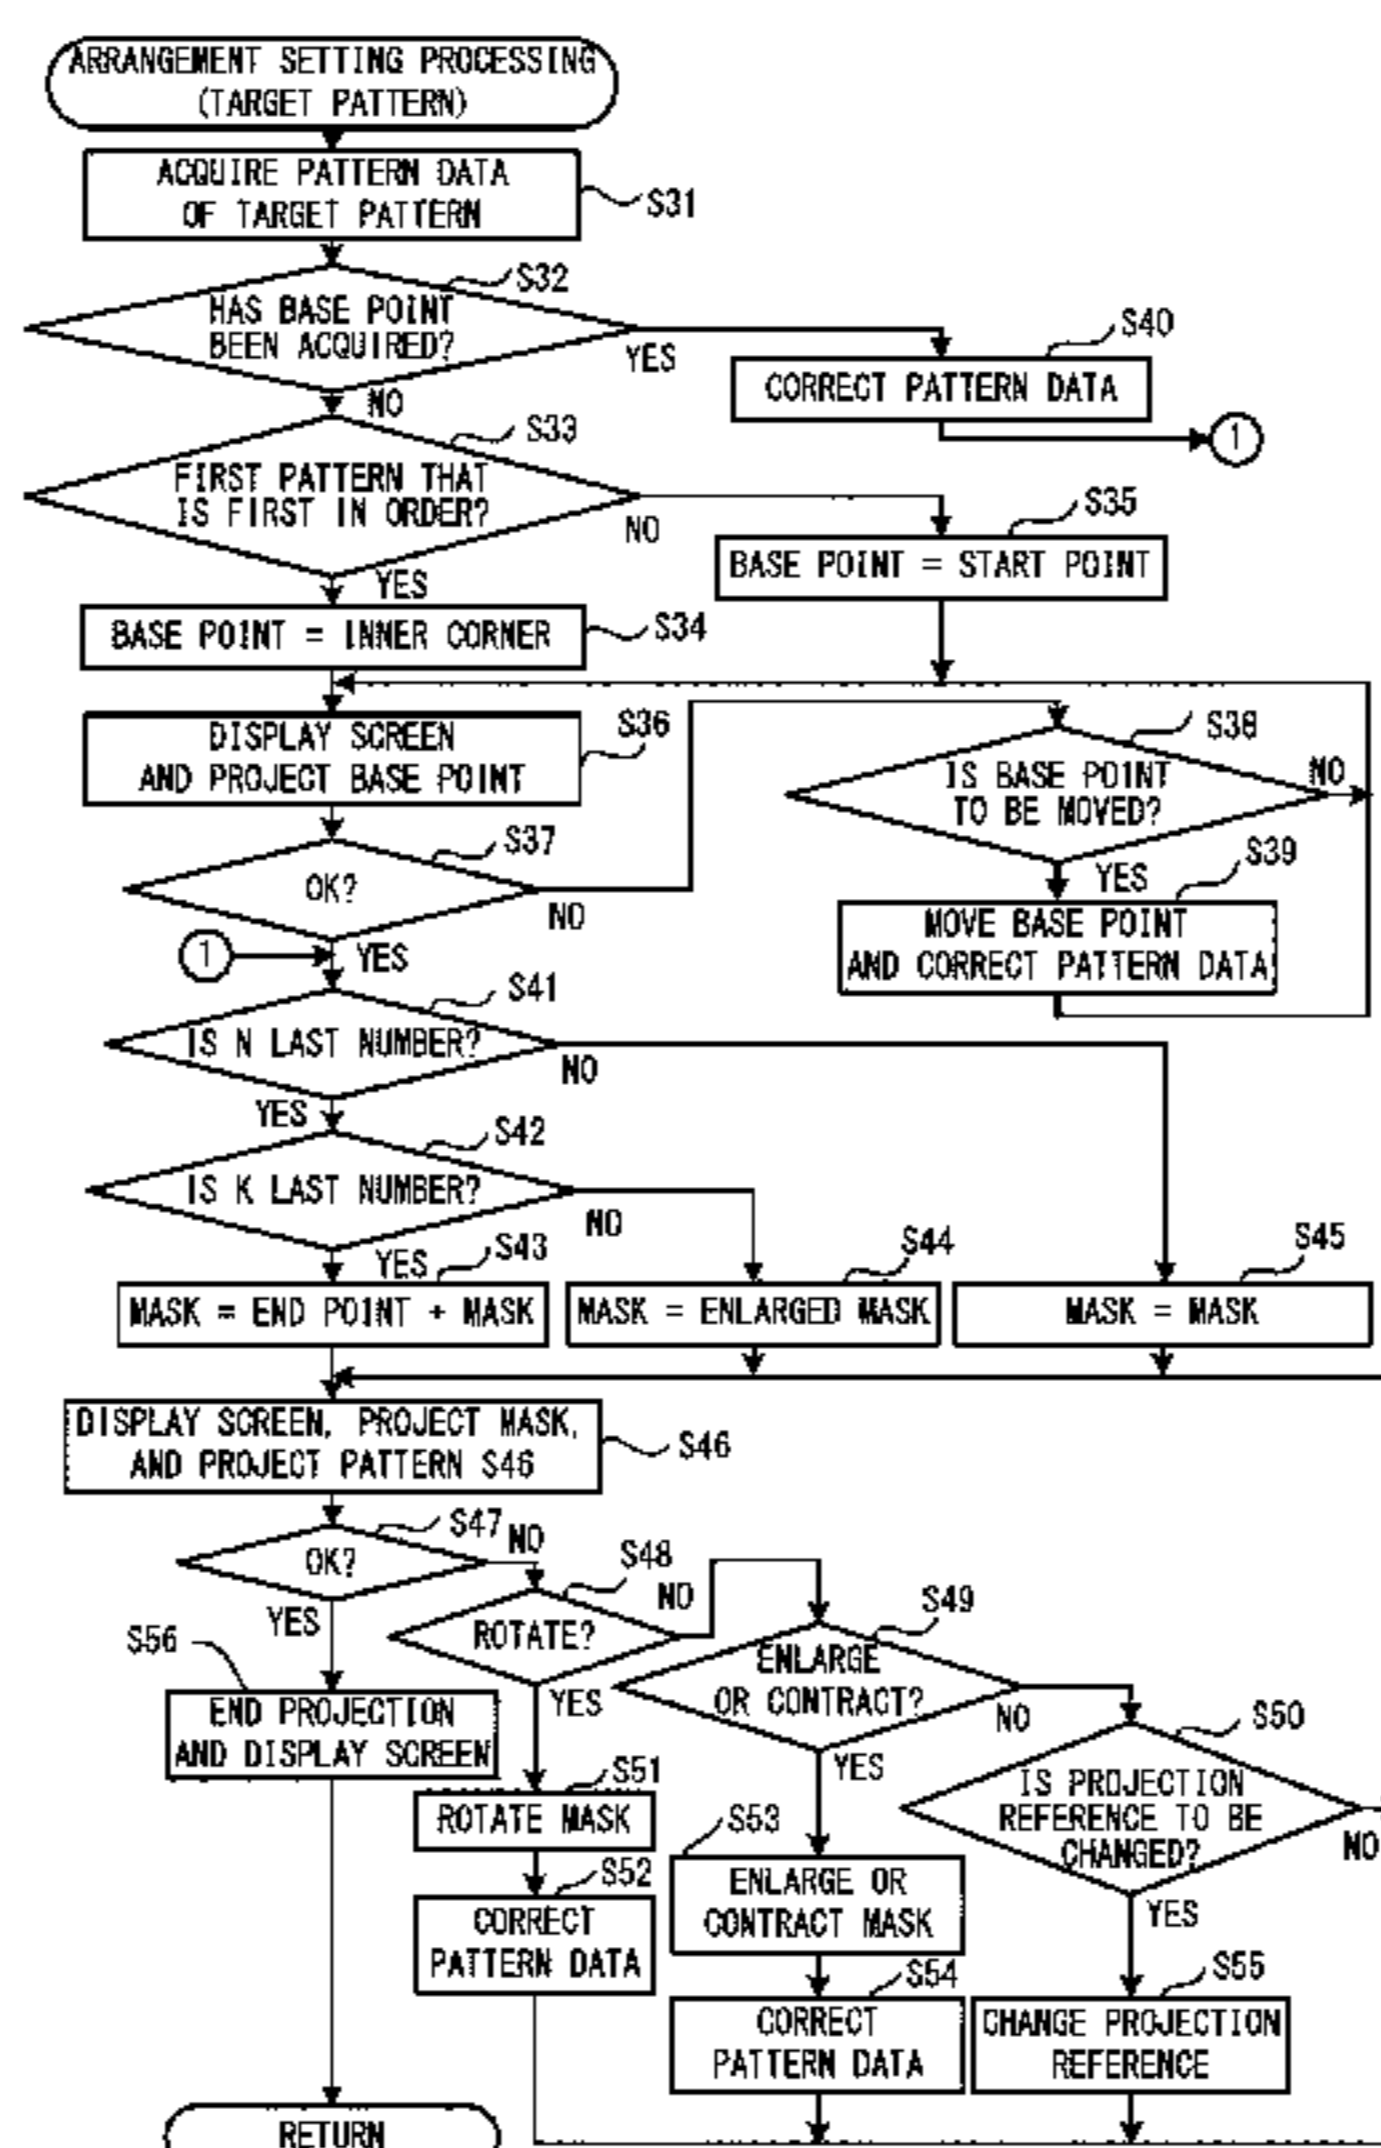 ARRANGEMENT SETTING PROCESSING
(TARGET PATTERN)
ACQUIRE PATTERN DATA
OF TARGET PATTERN
S31
S32
HAS BASE POINT
BEEN ACQUIRED?
YES
NO
S40
CORRECT PATTERN DATA
1
S33
FIRST PATTERN THAT
IS FIRST IN ORDER?
NO
YES
S35
BASE POINT = START POINT
BASE POINT = INNER CORNER
S34
DISPLAY SCREEN
AND PROJECT BASE POINT
S36
S38
IS BASE POINT
TO BE MOVED?
NO
YES
S37
OK?
NO
YES
S39
MOVE BASE POINT
AND CORRECT PATTERN DATA
1
S41
IS N LAST NUMBER?
NO
YES
S42
IS K LAST NUMBER?
NO
YES
S43
MASK = END POINT + MASK
S44
MASK = ENLARGED MASK
S45
MASK = MASK
DISPLAY SCREEN, PROJECT MASK,
AND PROJECT PATTERN S46
S46
S47
OK?
NO
YES
S48
ROTATE?
NO
YES
S49
ENLARGE
OR CONTRACT?
NO
YES
S50
IS PROJECTION
REFERENCE TO BE
CHANGED?
NO
YES
S56
END PROJECTION
AND DISPLAY SCREEN
S51
ROTATE MASK
S52
CORRECT
PATTERN DATA
S53
ENLARGE OR
CONTRACT MASK
S54
CORRECT
PATTERN DATA
S55
CHANGE PROJECTION
REFERENCE
RETURN